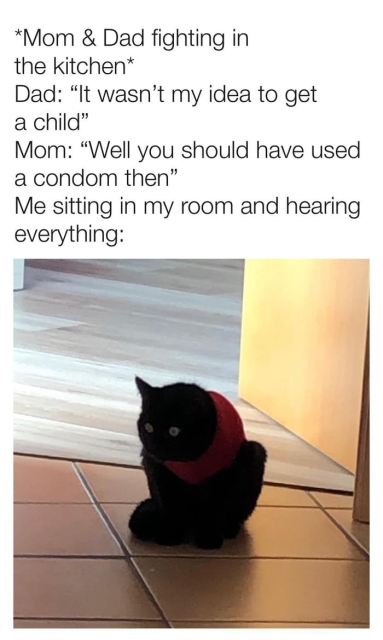 *Mom & Dad fighting in
the kitchen*
Dad: “It wasn’t my idea to get
a child”
Mom: “Well you should have used
a condom then”
Me sitting in my room and hearing
everything: